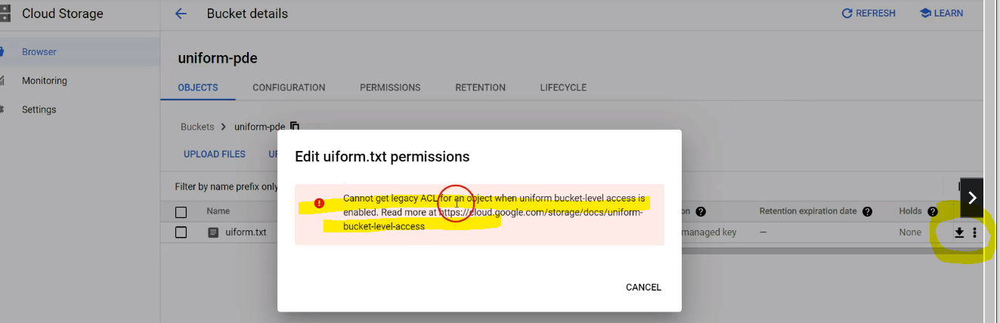 Cloud Storage
Bucket details
REFRESH
LEARN
Browser
Monitoring
Settings
uniform-pde
OBJECTS
CONFIGURATION
PERMISSIONS
RETENTION
LIFECYCLE
Buckets
uniform-pde
UPLOAD FILES
Edit uiform.txt permissions
Cannot get legacy ACL for an object when uniform bucket-level access is
enabled. Read more at https://cloud.google.com/storage/docs/uniform-
bucket-level-access
CANCEL
Filter by name prefix only
Name
Retention expiration date
Holds
uiform.txt
managed key
—
None